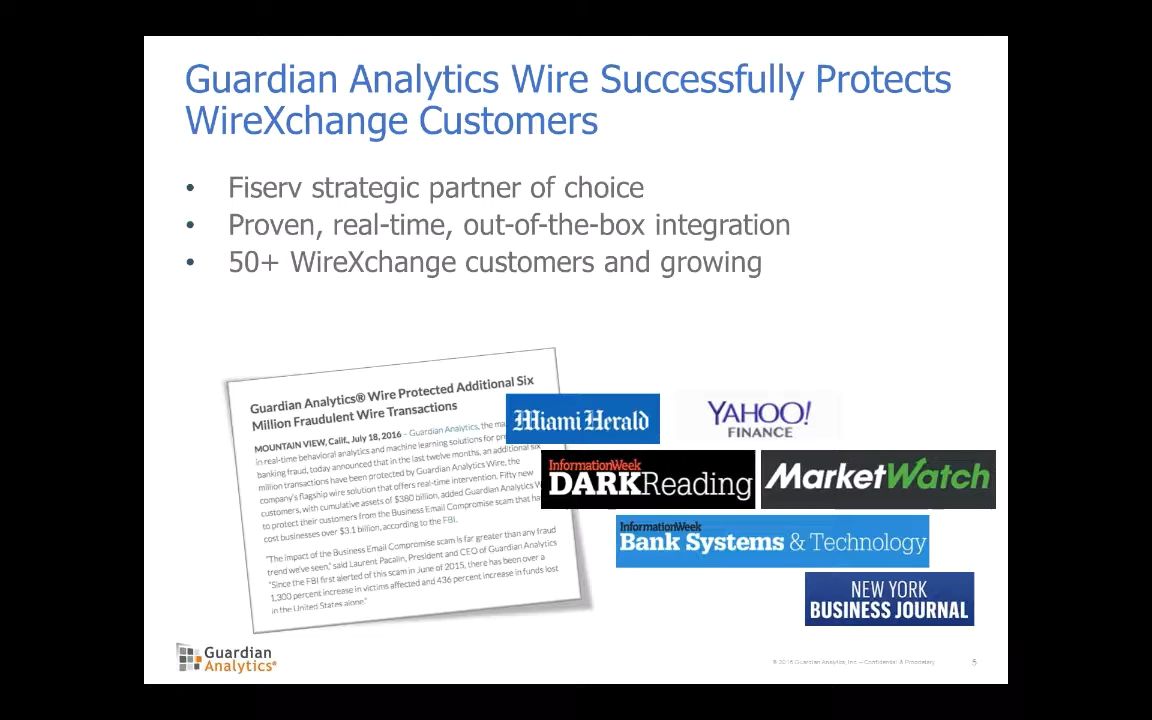 Guardian Analytics Wire Successfully Protects
WireXchange Customers
• Fiserv strategic partner of choice
• Proven, real-time, out-of-the-box integration
• 50+ WireXchange customers and growing
Guardian Analytics® Wire Protected Additional Six
Million Fraudulent Wire Transactions
MOUNTAIN VIEW, Calif., July 18, 2016 – Guardian Analytics, the
in real-time behavioral analytics and machine learning solutions for
banking fraud, today announced that in the last twelve months, an additional six
million transactions have been protected by Guardian Analytics Wire, the
company's flagship wire solution that offers real-time intervention. Fifty new
customers, with cumulative assets of $380 billion, added Guardian Analytics
to protect their customers from the Business Email Compromise scam that
cost businesses over $3.1 billion, according to the FBI.
"The impact of the Business Email Compromise scam is far greater than any fraud
trend we've seen," said Laurent Pacalin, President and CEO of Guardian Analytics
"Since the FBI first alerted of this scam in June of 2015, there has been over a
1,300 percent increase in victims affected and 436 percent increase in funds lost
in the United States alone."
Miami Herald
YAHOO!
FINANCE
InformationWeek
DARKReading
MarketWatch
InformationWeek
Bank Systems & Technology
NEW YORK
BUSINESS JOURNAL
Guardian
Analytics®
© 2016 Guardian Analytics, Inc. – Confidential & Proprietary
5